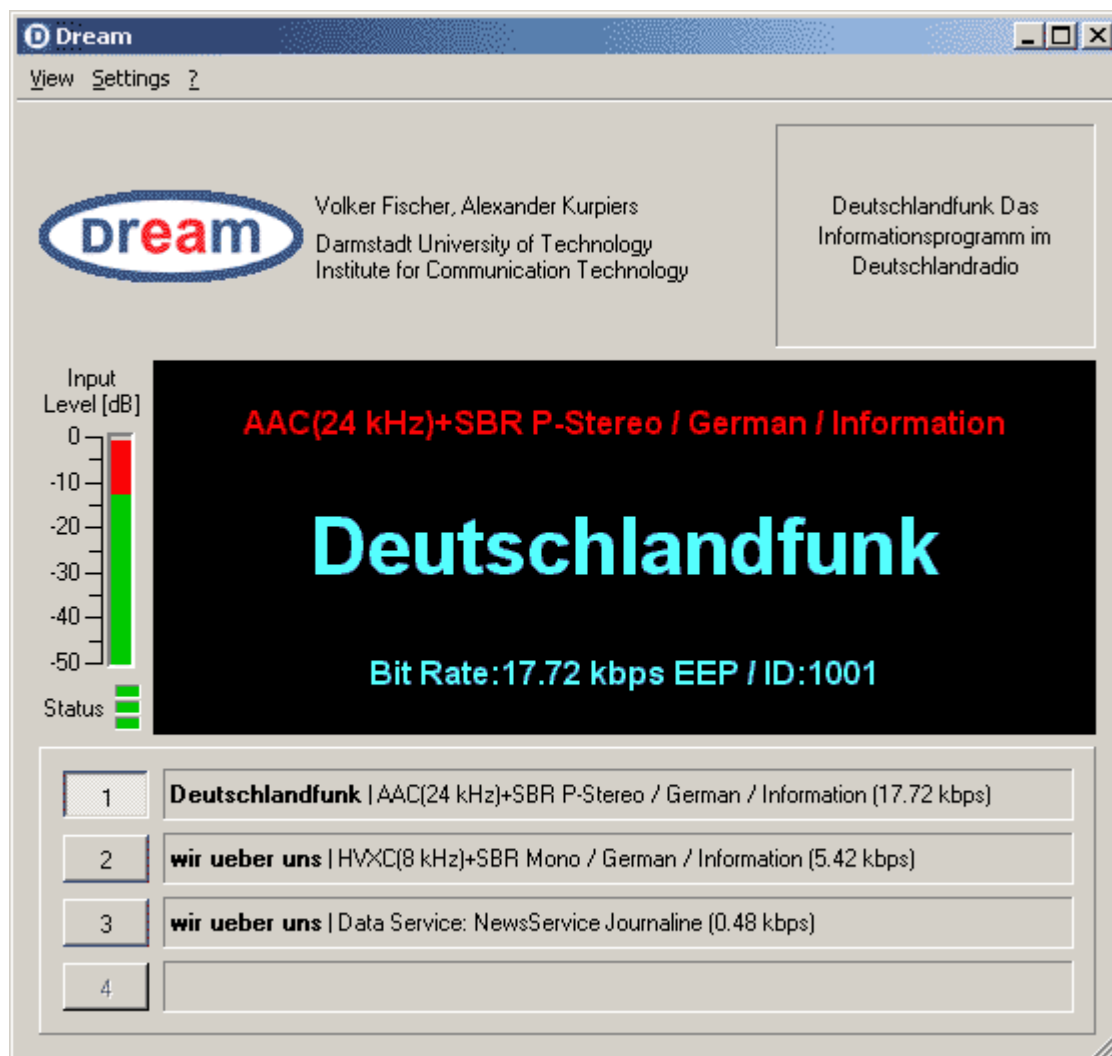 Dream
View Settings ?
Dream
Volker Fischer, Alexander Kurpiers
Darmstadt University of Technology
Institute for Communication Technology
Deutschlandfunk Das
Informationsprogramm im
Deutschlandradio
Input
Level [dB]
0
-10
-20
-30
-40
-50
Status
AAC(24 kHz)+SBR P-Stereo / German / Information
Deutschlandfunk
Bit Rate:17.72 kbps EEP / ID:1001
1 Deutschlandfunk | AAC(24 kHz)+SBR P-Stereo / German / Information (17.72 kbps)
2 wir ueber uns | HVXC(8 kHz)+SBR Mono / German / Information (5.42 kbps)
3 wir ueber uns | Data Service: NewsService Journaline (0.48 kbps)
4